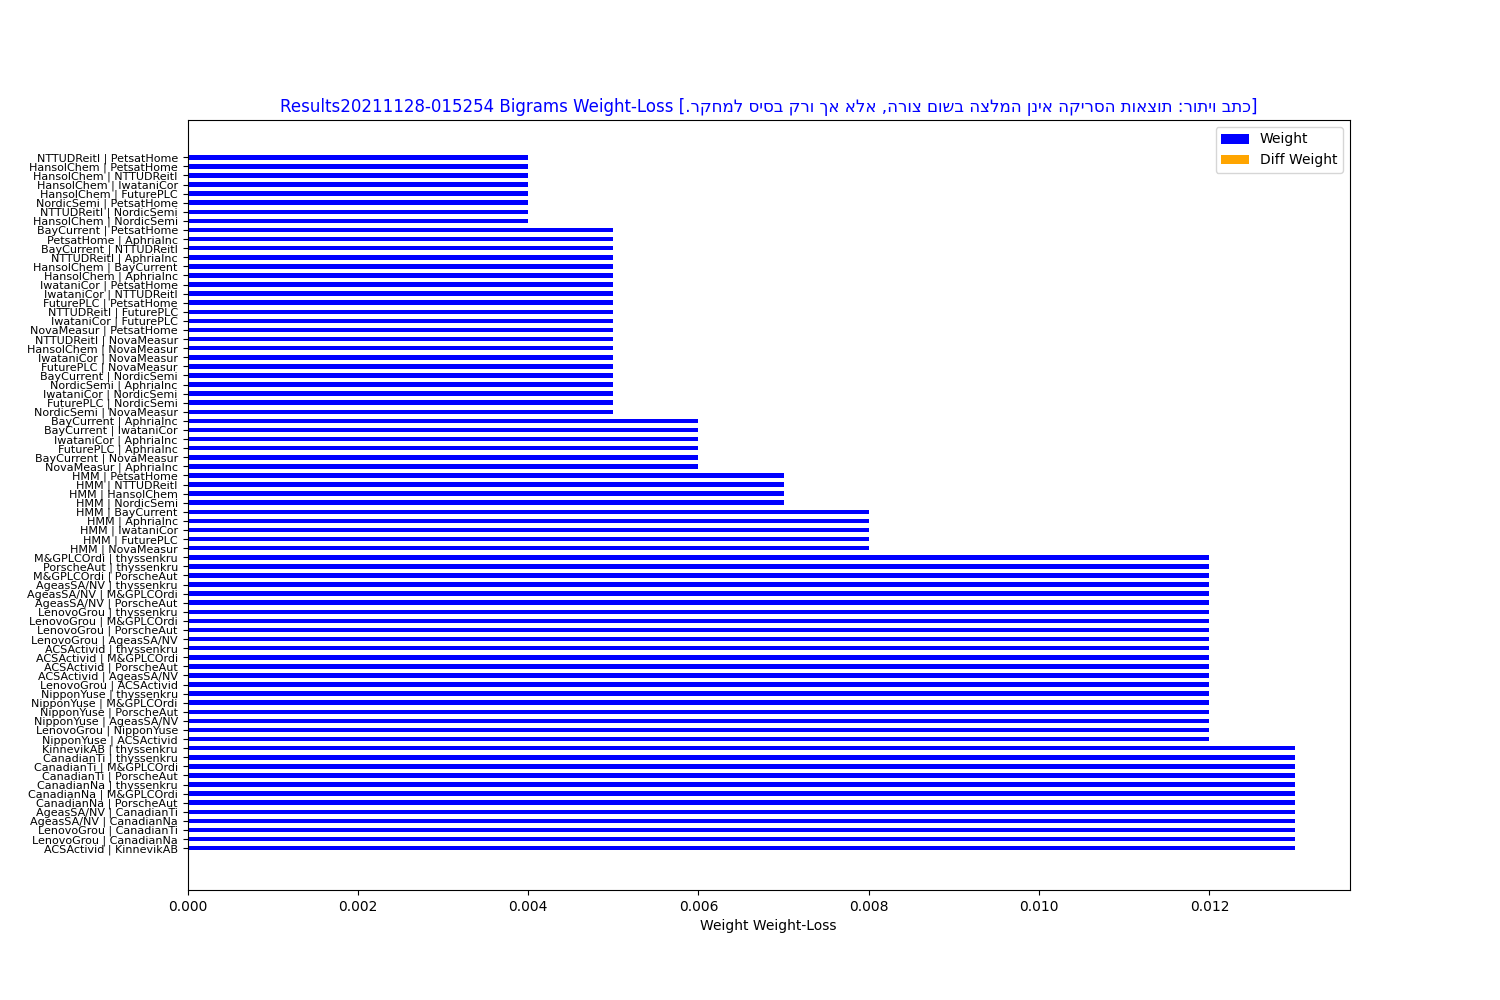 Results20211128-015254 Bigrams Weight-Loss [כתב ויתור: תוצאות הסריקה אינן המלצה בשום צורה, אלא אך ורק בסיס למחקר.]
Weight
Diff Weight
NTTUDReitI | PetsatHome
HansolChem | PetsatHome
HansolChem | NTTUDReitI
HansolChem | IwataniCor
HansolChem | FuturePLC
NordicSemi | PetsatHome
NTTUDReitI | NordicSemi
HansolChem | NordicSemi
BayCurrent | PetsatHome
PetsatHome | AphriaInc
BayCurrent | NTTUDReitI
NTTUDReitI | AphriaInc
HansolChem | BayCurrent
HansolChem | AphriaInc
IwataniCor | PetsatHome
IwataniCor | NTTUDReitI
FuturePLC | PetsatHome
NTTUDReitI | FuturePLC
IwataniCor | FuturePLC
NovaMeasur | PetsatHome
NTTUDReitI | NovaMeasur
HansolChem | NovaMeasur
IwataniCor | NovaMeasur
FuturePLC | NovaMeasur
BayCurrent | NordicSemi
NordicSemi | AphriaInc
IwataniCor | NordicSemi
FuturePLC | NordicSemi
NordicSemi | NovaMeasur
BayCurrent | AphriaInc
BayCurrent | IwataniCor
IwataniCor | AphriaInc
FuturePLC | AphriaInc
BayCurrent | NovaMeasur
NovaMeasur | AphriaInc
HMM | PetsatHome
HMM | NTTUDReitI
HMM | HansolChem
HMM | NordicSemi
HMM | BayCurrent
HMM | AphriaInc
HMM | IwataniCor
HMM | FuturePLC
HMM | NovaMeasur
M&GPLCOrdi | thyssenkru
PorscheAut | thyssenkru
M&GPLCOrdi | PorscheAut
AgeasSA/NV | thyssenkru
AgeasSA/NV | M&GPLCOrdi
AgeasSA/NV | PorscheAut
LenovoGrou | thyssenkru
LenovoGrou | M&GPLCOrdi
LenovoGrou | PorscheAut
LenovoGrou | AgeasSA/NV
ACSActivid | thyssenkru
ACSActivid | M&GPLCOrdi
ACSActivid | PorscheAut
ACSActivid | AgeasSA/NV
LenovoGrou | ACSActivid
NipponYuse | thyssenkru
NipponYuse | M&GPLCOrdi
NipponYuse | PorscheAut
NipponYuse | AgeasSA/NV
LenovoGrou | NipponYuse
NipponYuse | ACSActivid
KinnevikAB | thyssenkru
CanadianTi | thyssenkru
CanadianTi | M&GPLCOrdi
CanadianTi | PorscheAut
CanadianNa | thyssenkru
CanadianNa | M&GPLCOrdi
CanadianNa | PorscheAut
AgeasSA/NV | CanadianTi
AgeasSA/NV | CanadianNa
LenovoGrou | CanadianTi
LenovoGrou | CanadianNa
ACSActivid | KinnevikAB
0.000 0.002 0.004 0.006 0.008 0.010 0.012
Weight Weight-Loss